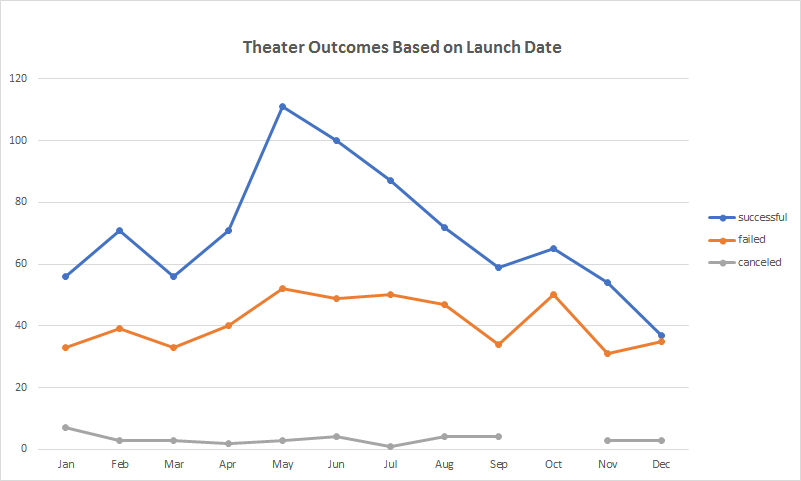 Theater Outcomes Based on Launch Date
120
100
80
60
40
20
0
Jan Feb Mar Apr May Jun Jul Aug Sep Oct Nov Dec
successful
failed
canceled